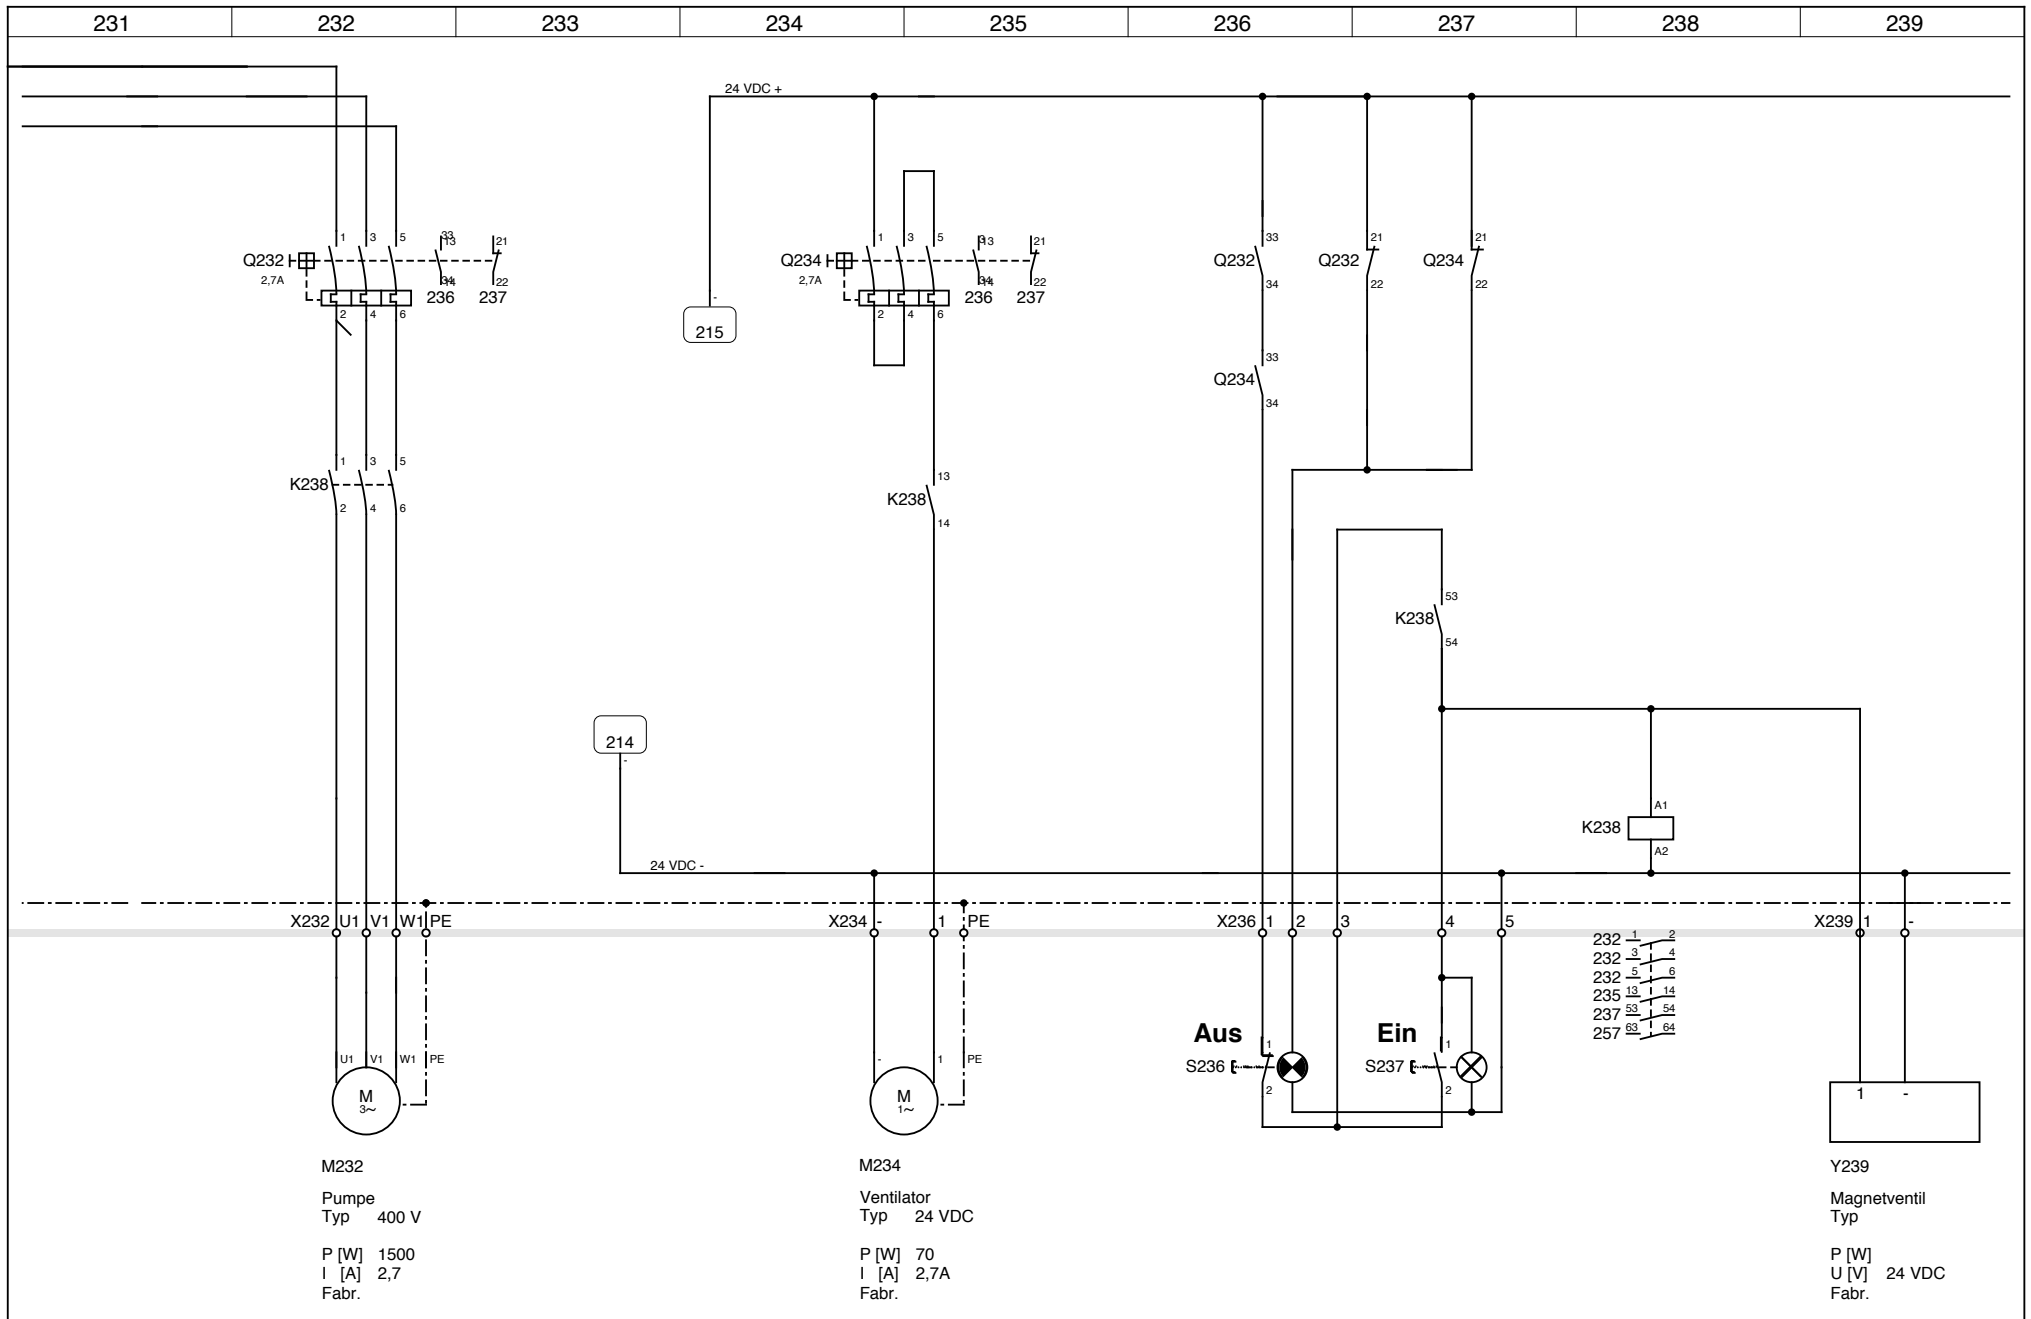 231 232 233 234 235 236 237 238 239
24 VDC +
1 3 5 33 13 21
Q232
2,7A
34 14 22
236 237
2 4 6
1 3 5 13 21
Q234
2,7A
34 14 22
236 237
2 4 6
-
215
33
Q232
34
21
Q232
22
21
Q234
22
33
Q234
34
1 3 5
K238
2 4 6
13
K238
14
53
K238
54
214
-
24 VDC -
A1
K238
A2
X232 U1 V1 W1 PE
X234 - 1 PE
X236 1 2 3 4 5
X239 1 -
232 1 2
232 3 4
232 5 6
235 13 14
237 53 54
257 63 64
Aus
1
S236
2
Ein
1
S237
2
U1 V1 W1 PE
M
3~
- 1 PE
M
1~
1 -
M232
Pumpe
Typ 400 V
P [W] 1500
I [A] 2,7
Fabr.
M234
Ventilator
Typ 24 VDC
P [W] 70
I [A] 2,7A
Fabr.
Y239
Magnetventil
Typ
P [W]
U [V] 24 VDC
Fabr.